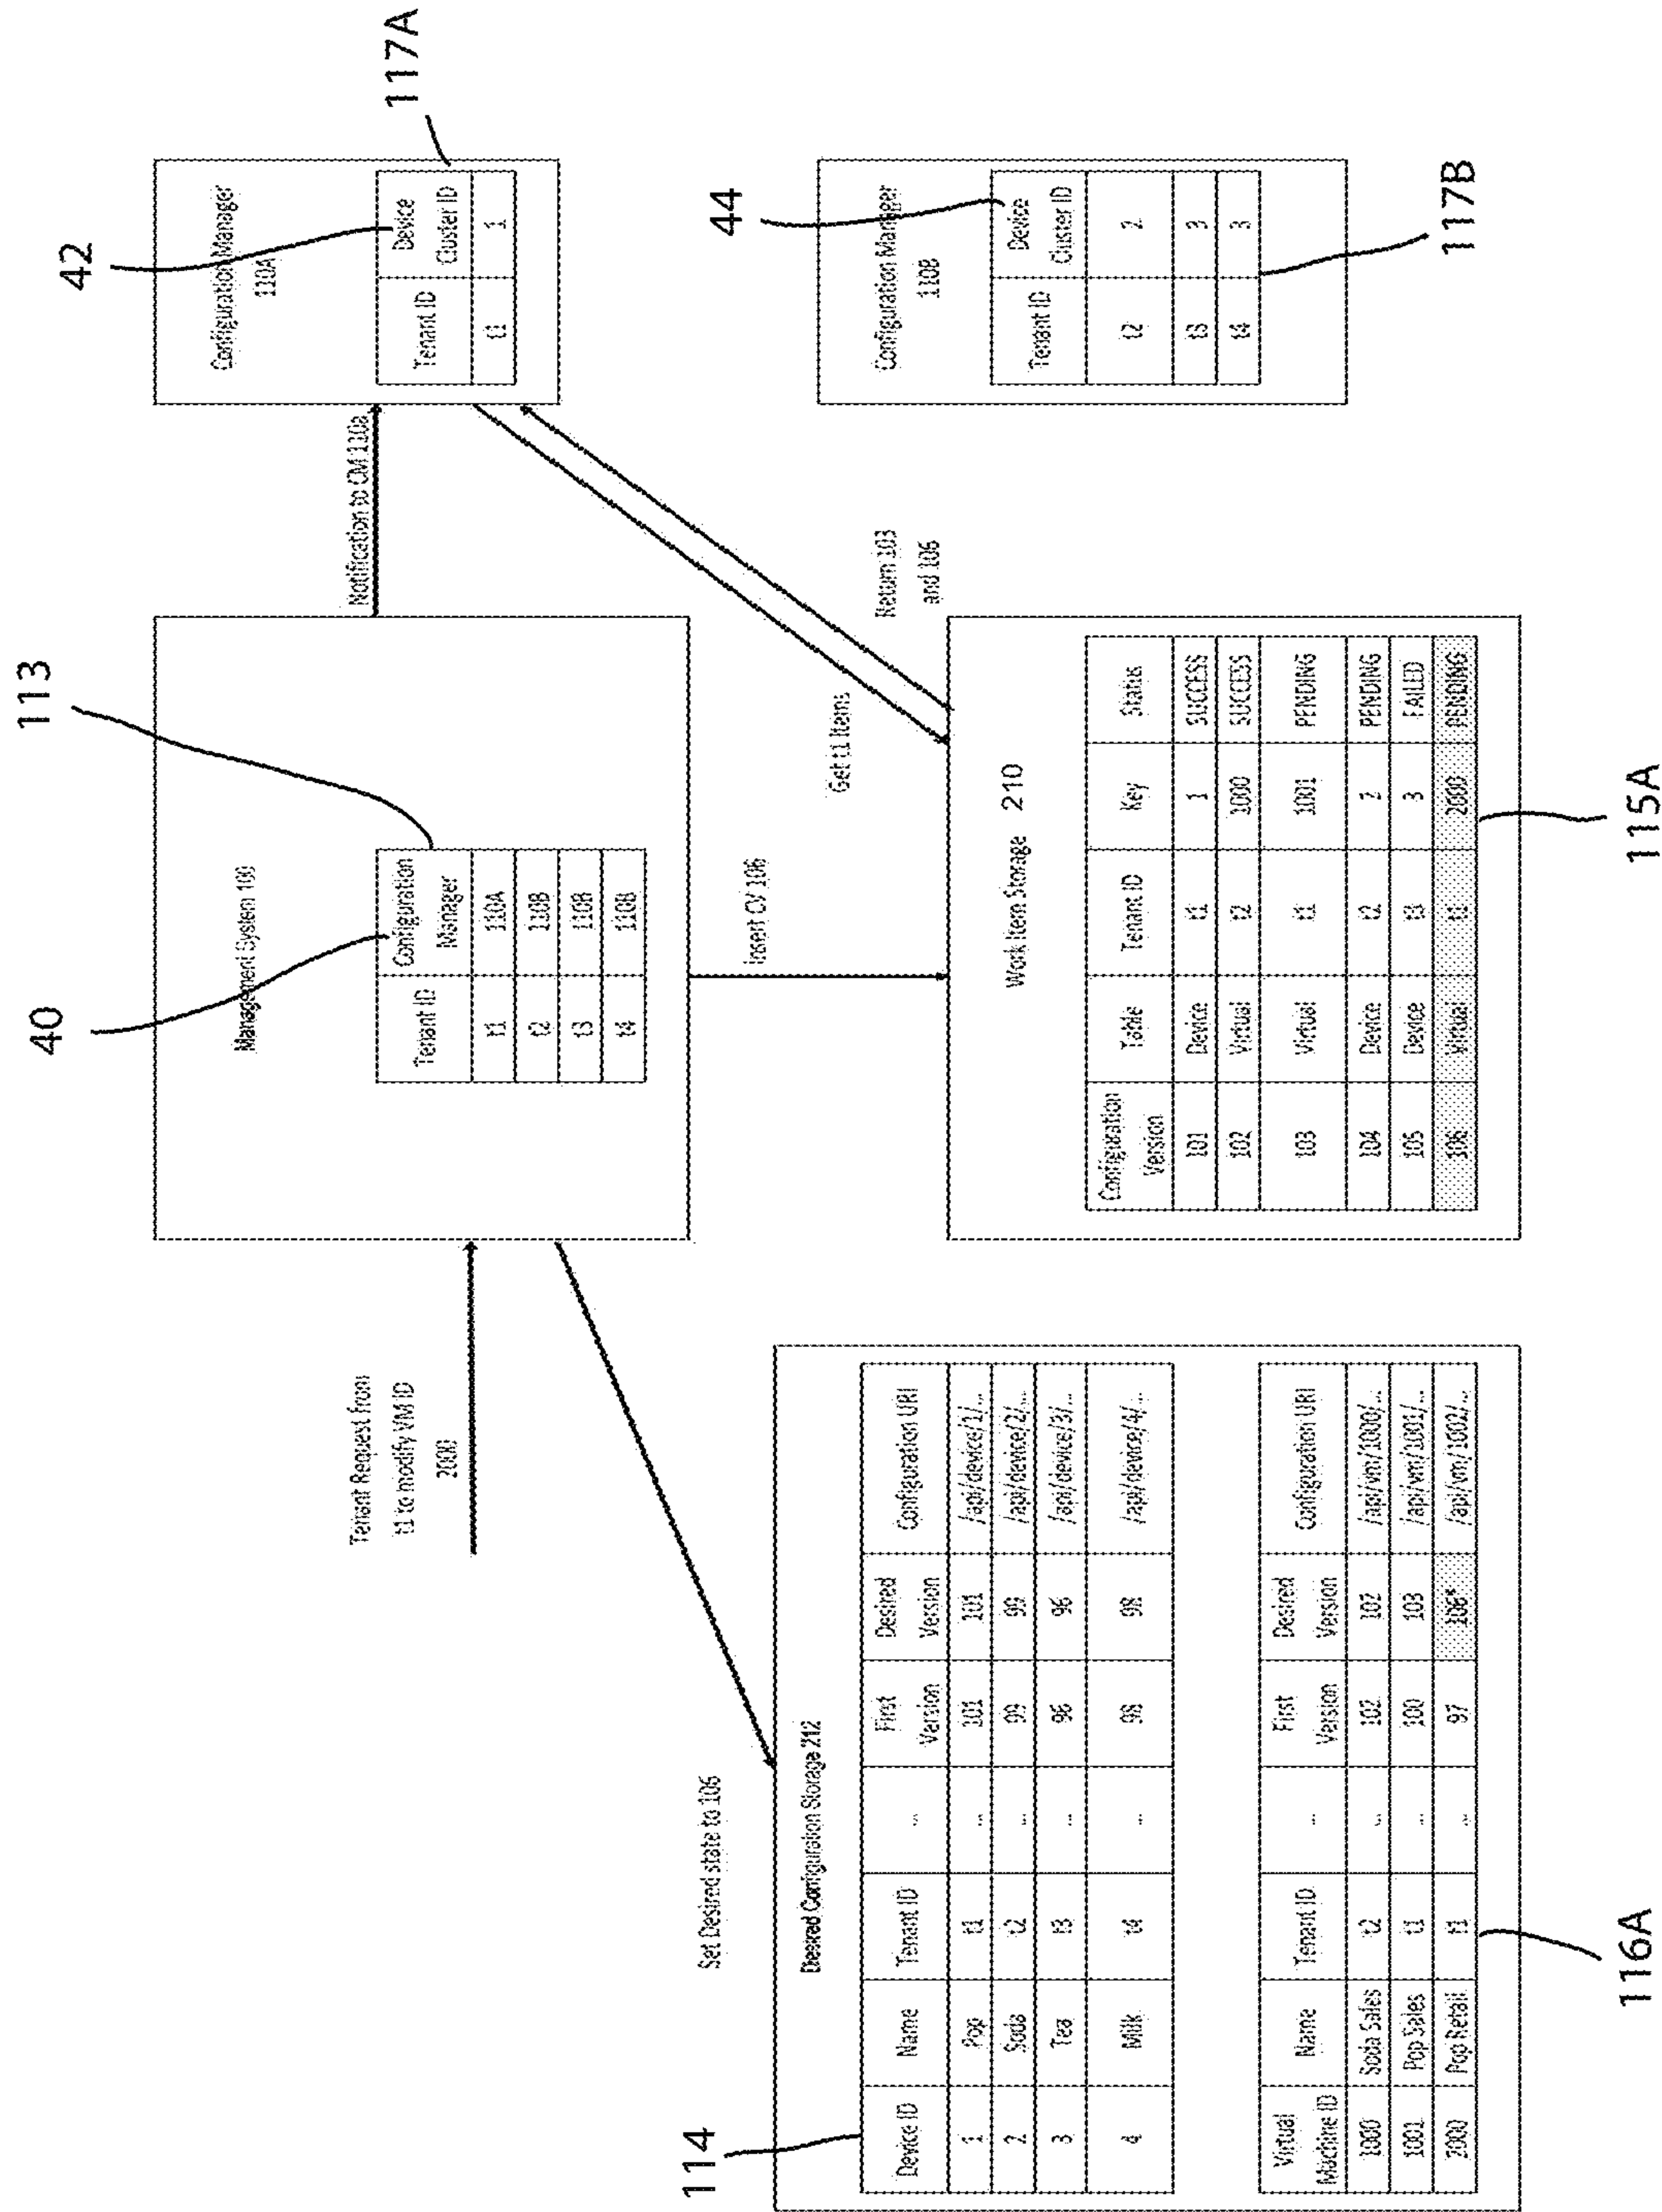 40
113
42
117A
44
117B
114
116A
115A
Tenant Request from
t1 to modify VM ID
2000
Management System 100
Tenant ID Configuration Manager
t1 110A
t2 110B
t3 110B
t4 110B
Notification to CM 110a
Configuration Manager
110A
Tenant ID Device Cluster ID
t1 1
Configuration Manager
110B
Tenant ID Device Cluster ID
t2 2
t3 3
t4 3
Set Desired state to 106
Insert CV 106
Get t1 Items
Return 103
and 106
Desired Configuration Storage 212
Device ID Name Tenant ID ... First Version Desired Version Configuration URI
1 Pop t1 ... 101 101 /api/device/1/...
2 Soda t2 ... 99 99 /api/device/2/...
3 Tea t3 ... 96 96 /api/device/3/...
4 Milk t4 ... 98 98 /api/device/4/...
Virtual Machine ID Name Tenant ID ... First Version Desired Version Configuration URI
1000 Soda Sales t2 ... 102 102 /api/vm/1000/...
1001 Pop Sales t1 ... 100 103 /api/vm/1001/...
2000 Pop Retail t1 ... 97 106* /api/vm/1002/...
Work Item Storage 210
Configuration Version Table Tenant ID Key Status
101 Device t1 1 SUCCESS
102 Virtual t2 1000 SUCCESS
103 Virtual t1 1001 PENDING
104 Device t2 2 PENDING
105 Device t3 3 FAILED
106 Virtual t1 2000 PENDING